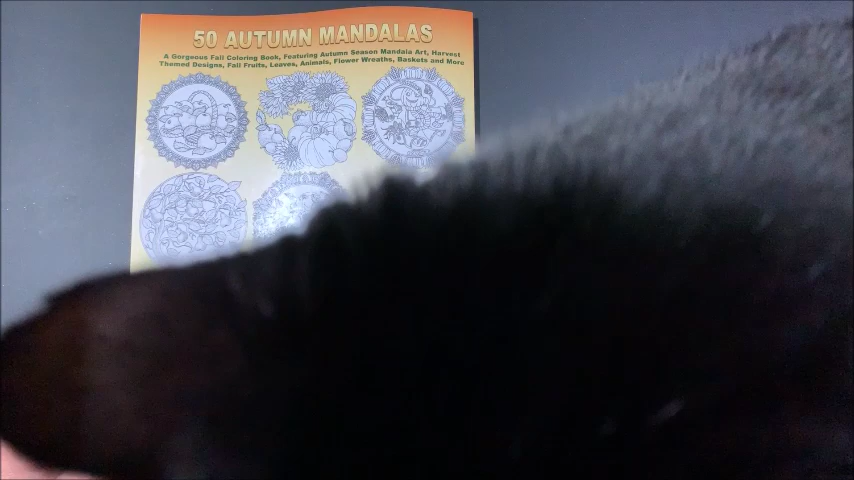 50 AUTUMN MANDALAS
A Gorgeous Fall Coloring Book, Featuring Autumn Season Mandala Art, Harvest
Themed Designs, Fall Fruits, Leaves, Animals, Flower Wreaths, Baskets and More